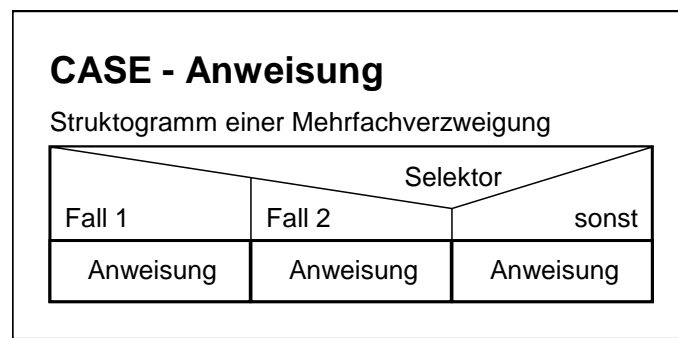 CASE - Anweisung
Struktogramm einer Mehrfachverzweigung
Selektor
Fall 1 Fall 2 sonst
Anweisung Anweisung Anweisung